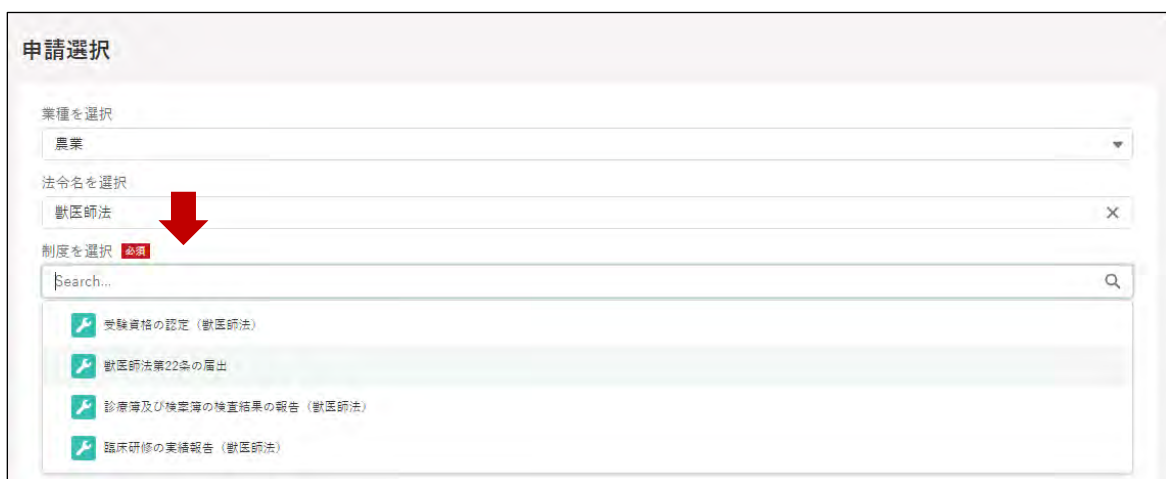 申請選択
業種を選択
農業
法令名を選択
獣医師法
制度を選択 必須
Search...
受験資格の認定（獣医師法）
獣医師法第22条の届出
診療簿及び検案簿の検査結果の報告（獣医師法）
臨床研修の実績報告（獣医師法）